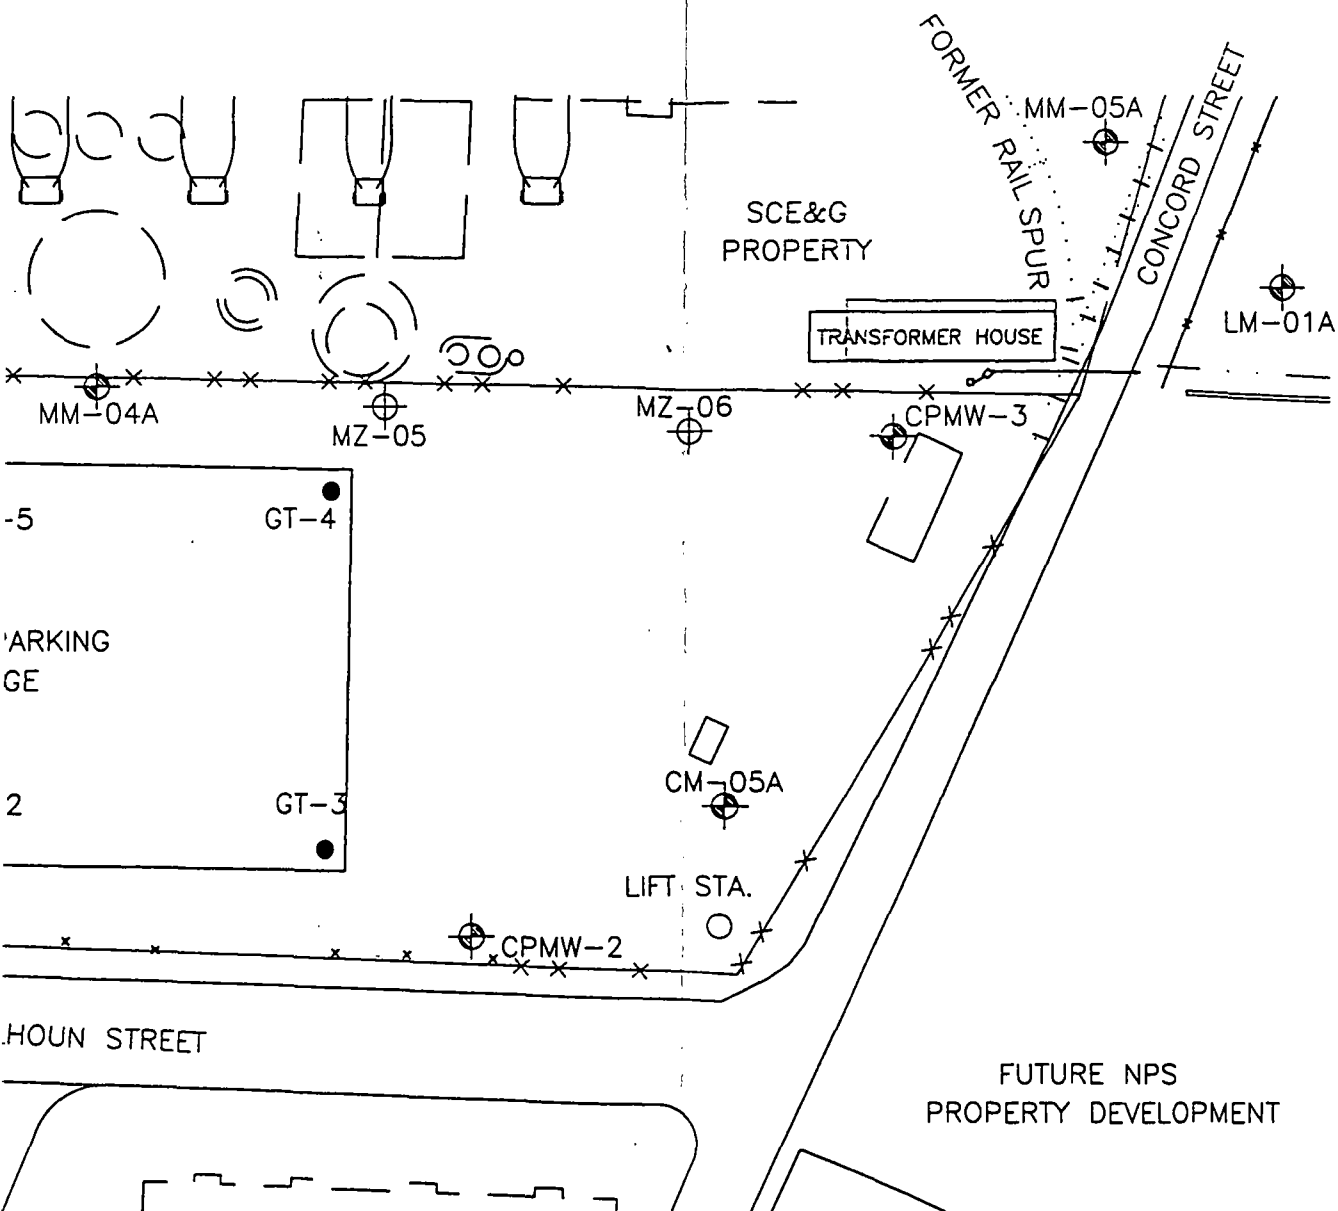 FORMER RAIL SPUR
MM-05A
CONCORD STREET
SCE&G
PROPERTY
LM-01A
TRANSFORMER HOUSE
MM-04A
MZ-05
MZ-06
CPMW-3
-5
GT-4
ARKING
GE
CM-05A
2
GT-3
LIFT STA.
CPMW-2
HOUN STREET
FUTURE NPS
PROPERTY DEVELOPMENT